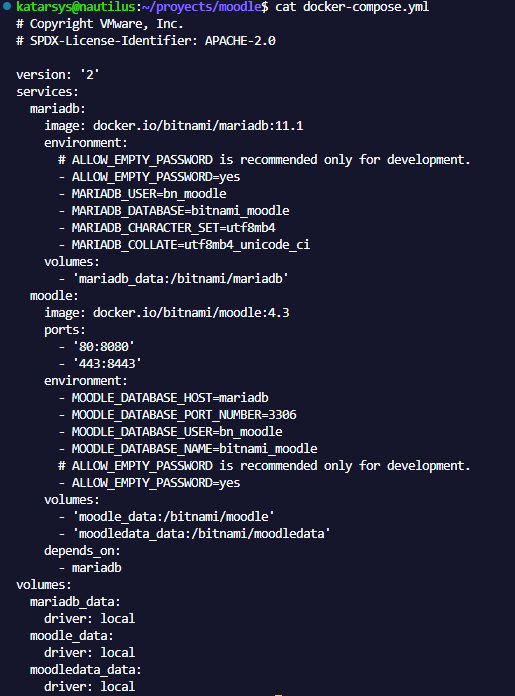 katarsys@nautilus:~/proyects/moodle$ cat docker-compose.yml
# Copyright VMware, Inc.
# SPDX-License-Identifier: APACHE-2.0

version: '2'
services:
  mariadb:
    image: docker.io/bitnami/mariadb:11.1
    environment:
      # ALLOW_EMPTY_PASSWORD is recommended only for development.
      - ALLOW_EMPTY_PASSWORD=yes
      - MARIADB_USER=bn_moodle
      - MARIADB_DATABASE=bitnami_moodle
      - MARIADB_CHARACTER_SET=utf8mb4
      - MARIADB_COLLATE=utf8mb4_unicode_ci
    volumes:
      - 'mariadb_data:/bitnami/mariadb'
  moodle:
    image: docker.io/bitnami/moodle:4.3
    ports:
      - '80:8080'
      - '443:8443'
    environment:
      - MOODLE_DATABASE_HOST=mariadb
      - MOODLE_DATABASE_PORT_NUMBER=3306
      - MOODLE_DATABASE_USER=bn_moodle
      - MOODLE_DATABASE_NAME=bitnami_moodle
      # ALLOW_EMPTY_PASSWORD is recommended only for development.
      - ALLOW_EMPTY_PASSWORD=yes
    volumes:
      - 'moodle_data:/bitnami/moodle'
      - 'moodledata_data:/bitnami/moodledata'
    depends_on:
      - mariadb
volumes:
  mariadb_data:
    driver: local
  moodle_data:
    driver: local
  moodledata_data:
    driver: local